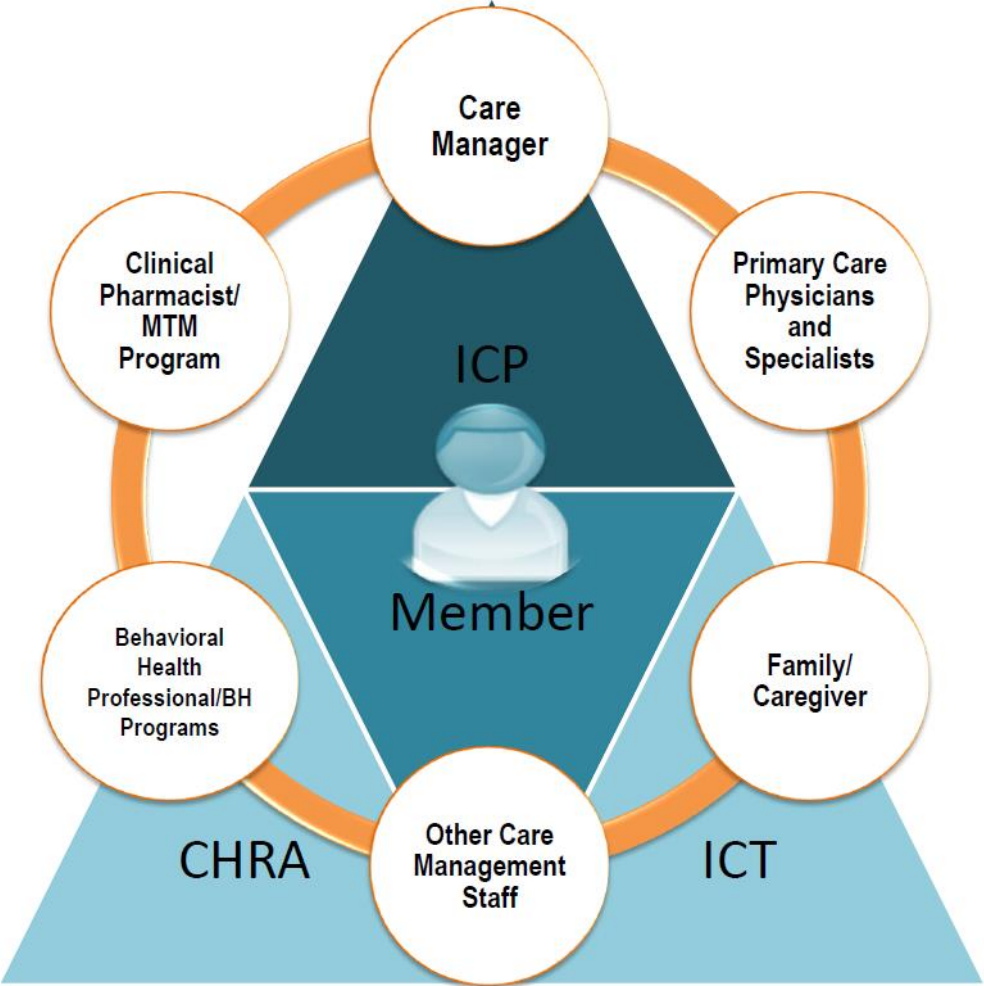 Care
Manager
Clinical
Pharmacist/
MTM
Program
Primary Care
Physicians
and
Specialists
ICP
Member
Behavioral
Health
Professional/BH
Programs
Family/
Caregiver
CHRA
Other Care
Management
Staff
ICT